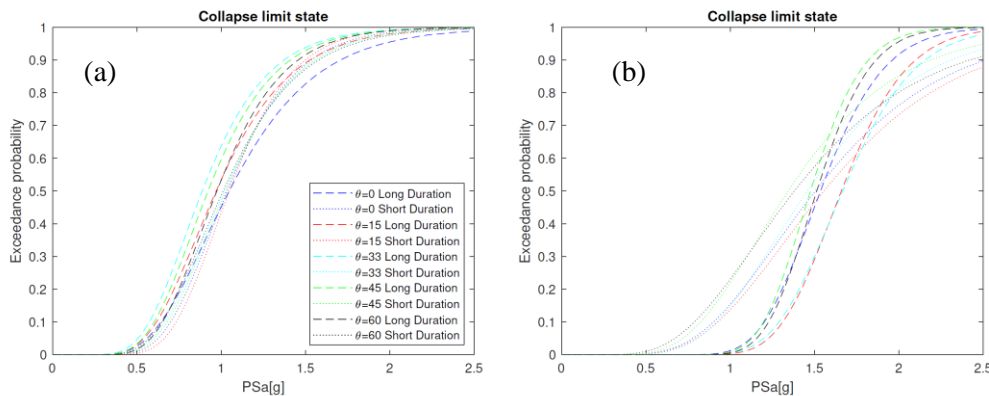 Collapse limit state
(a)
Exceedance probability
1
0.9
0.8
0.7
0.6
0.5
0.4
0.3
0.2
0.1
0
0 0.5 1 1.5 2 2.5
PSa[g]
θ=0 Long Duration
θ=0 Short Duration
θ=15 Long Duration
θ=15 Short Duration
θ=33 Long Duration
θ=33 Short Duration
θ=45 Long Duration
θ=45 Short Duration
θ=60 Long Duration
θ=60 Short Duration
Collapse limit state
(b)
Exceedance probability
1
0.9
0.8
0.7
0.6
0.5
0.4
0.3
0.2
0.1
0
0 0.5 1 1.5 2 2.5
PSa[g]